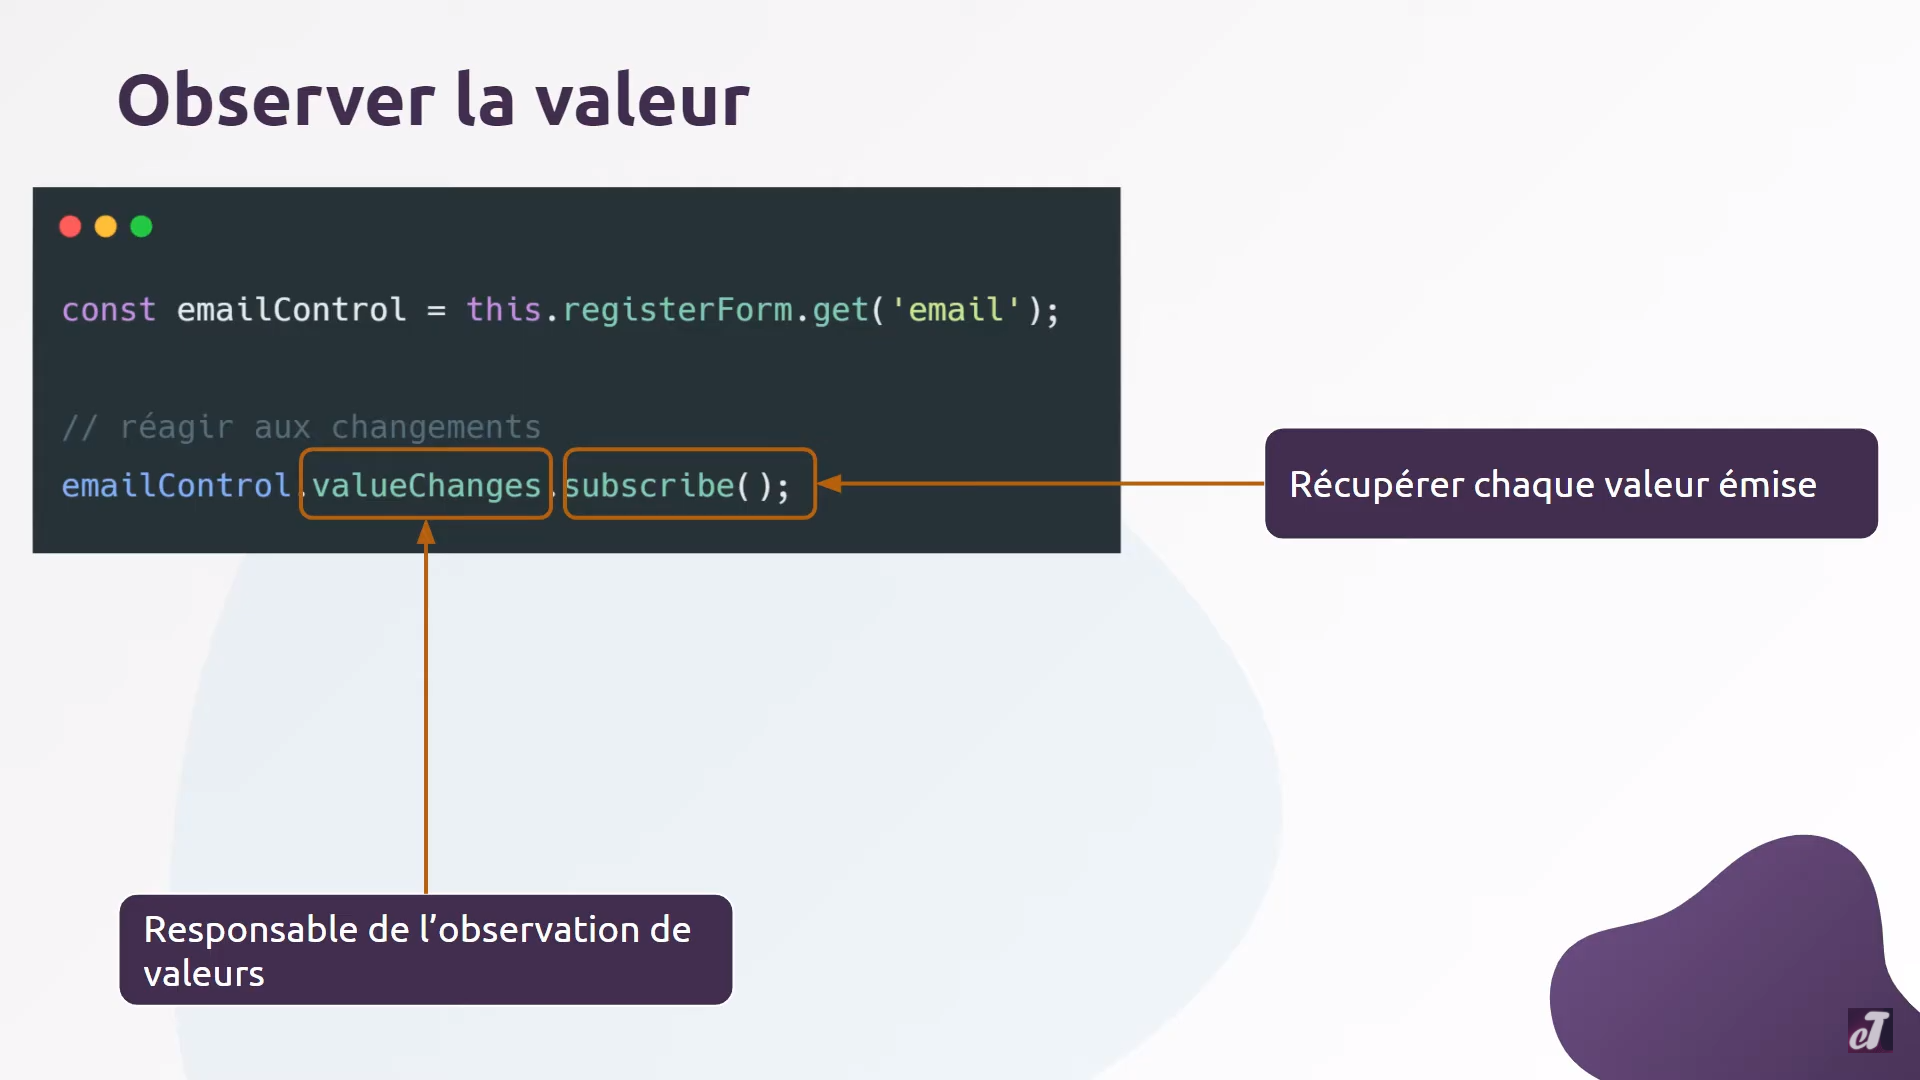 Observer la valeur
const emailControl = this.registerForm.get('email');
// réagir aux changements
emailControl.valueChanges.subscribe();
Récupérer chaque valeur émise
Responsable de l’observation de
valeurs
eT